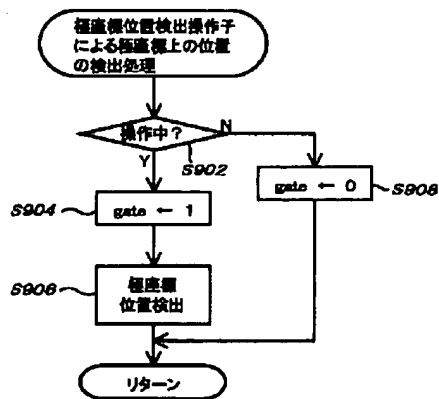 極座標位置検出操作子
による極座標上の位置
の検出処理
操作中?
N
Y
S902
S904
gate ← 1
gate ← 0
S908
S906
極座標
位置検出
リターン